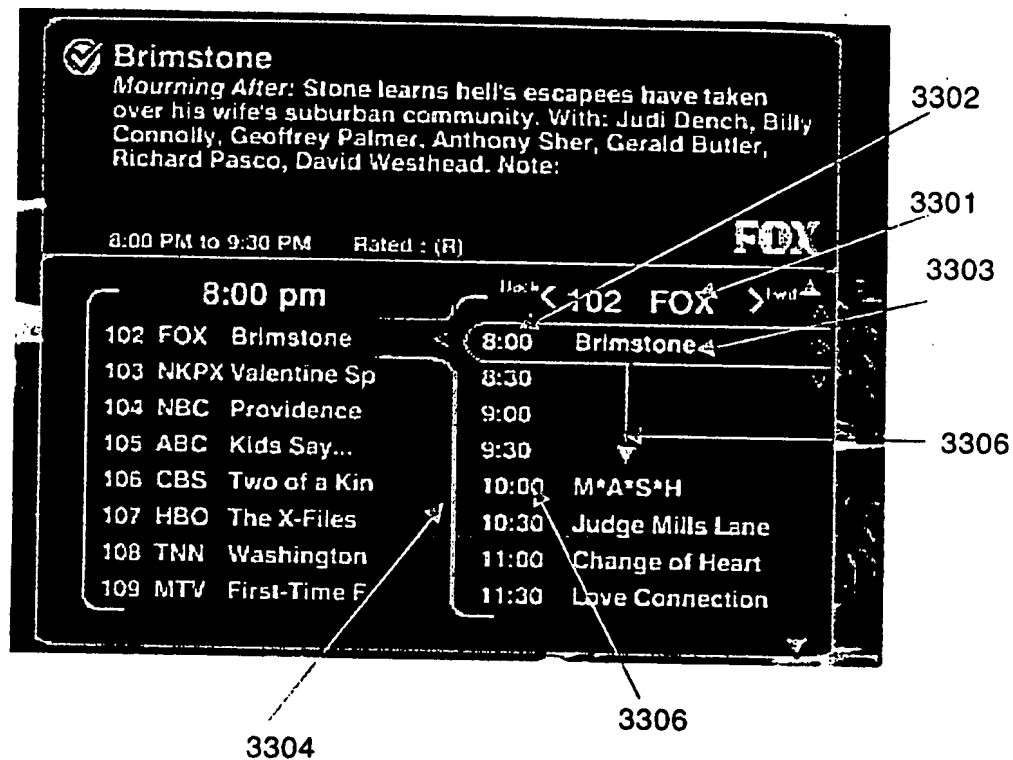 Brimstone
Mourning After: Stone learns hell's escapees have taken
over his wife's suburban community. With: Judi Dench, Billy
Connolly, Geoffrey Palmer, Anthony Sher, Gerald Butler,
Richard Pasco, David Westhead. Note:
8:00 PM to 9:30 PM Rated : (R)
FOX
8:00 pm
102 FOX Brimstone
103 NKPX Valentine Sp
104 NBC Providence
105 ABC Kids Say...
106 CBS Two of a Kin
107 HBO The X-Files
108 TNN Washington
109 MTV First-Time F
Back < 102 FOX > Fwd
8:00 Brimstone
8:30
9:00
9:30
10:00 M*A*S*H
10:30 Judge Mills Lane
11:00 Change of Heart
11:30 Love Connection
3302
3301
3303
3306
3306
3304